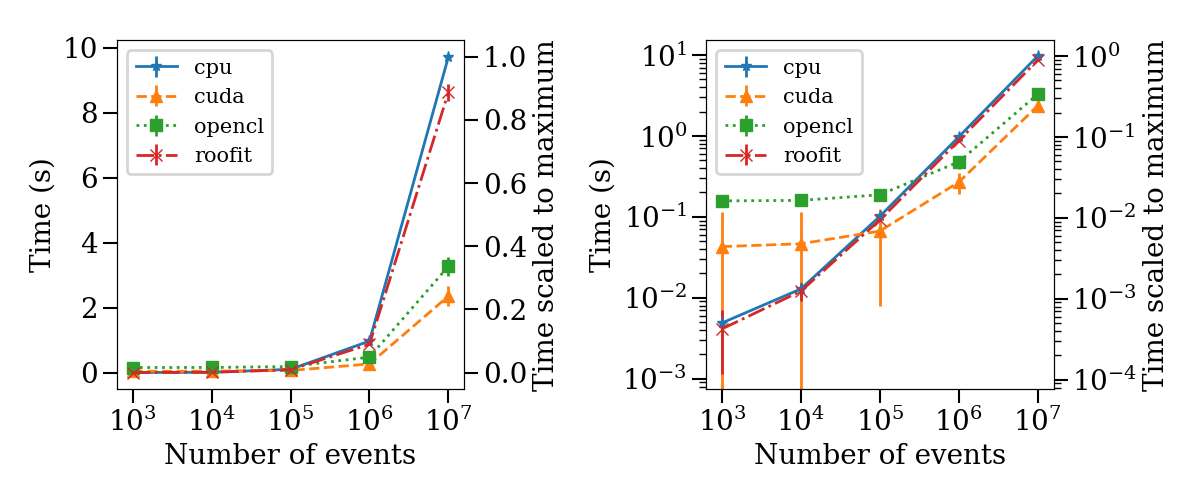 10
8
6
4
2
0
Time (s)
cpu
cuda
opencl
roofit
1.0
0.8
0.6
0.4
0.2
0.0
Time scaled to maximum
10³ 10⁴ 10⁵ 10⁶ 10⁷
Number of events
10¹
10⁰
10⁻¹
10⁻²
10⁻³
Time (s)
cpu
cuda
opencl
roofit
10⁰
10⁻¹
10⁻²
10⁻³
10⁻⁴
Time scaled to maximum
10³ 10⁴ 10⁵ 10⁶ 10⁷
Number of events